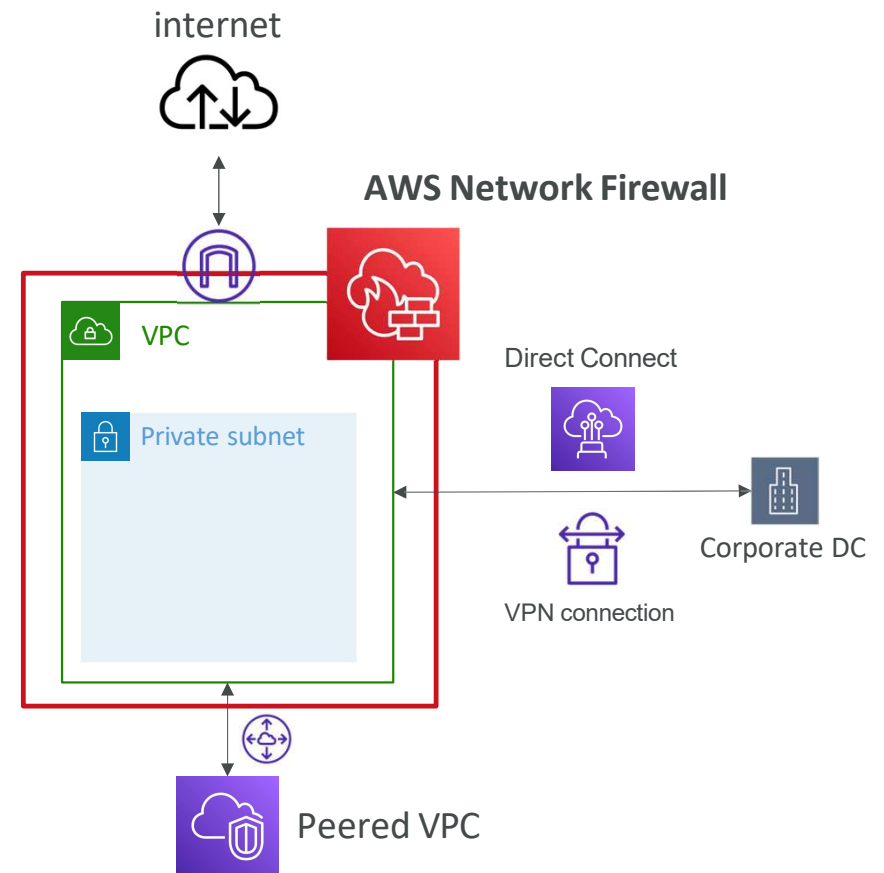 internet
AWS Network Firewall
VPC
Direct Connect
Private subnet
Corporate DC
VPN connection
Peered VPC